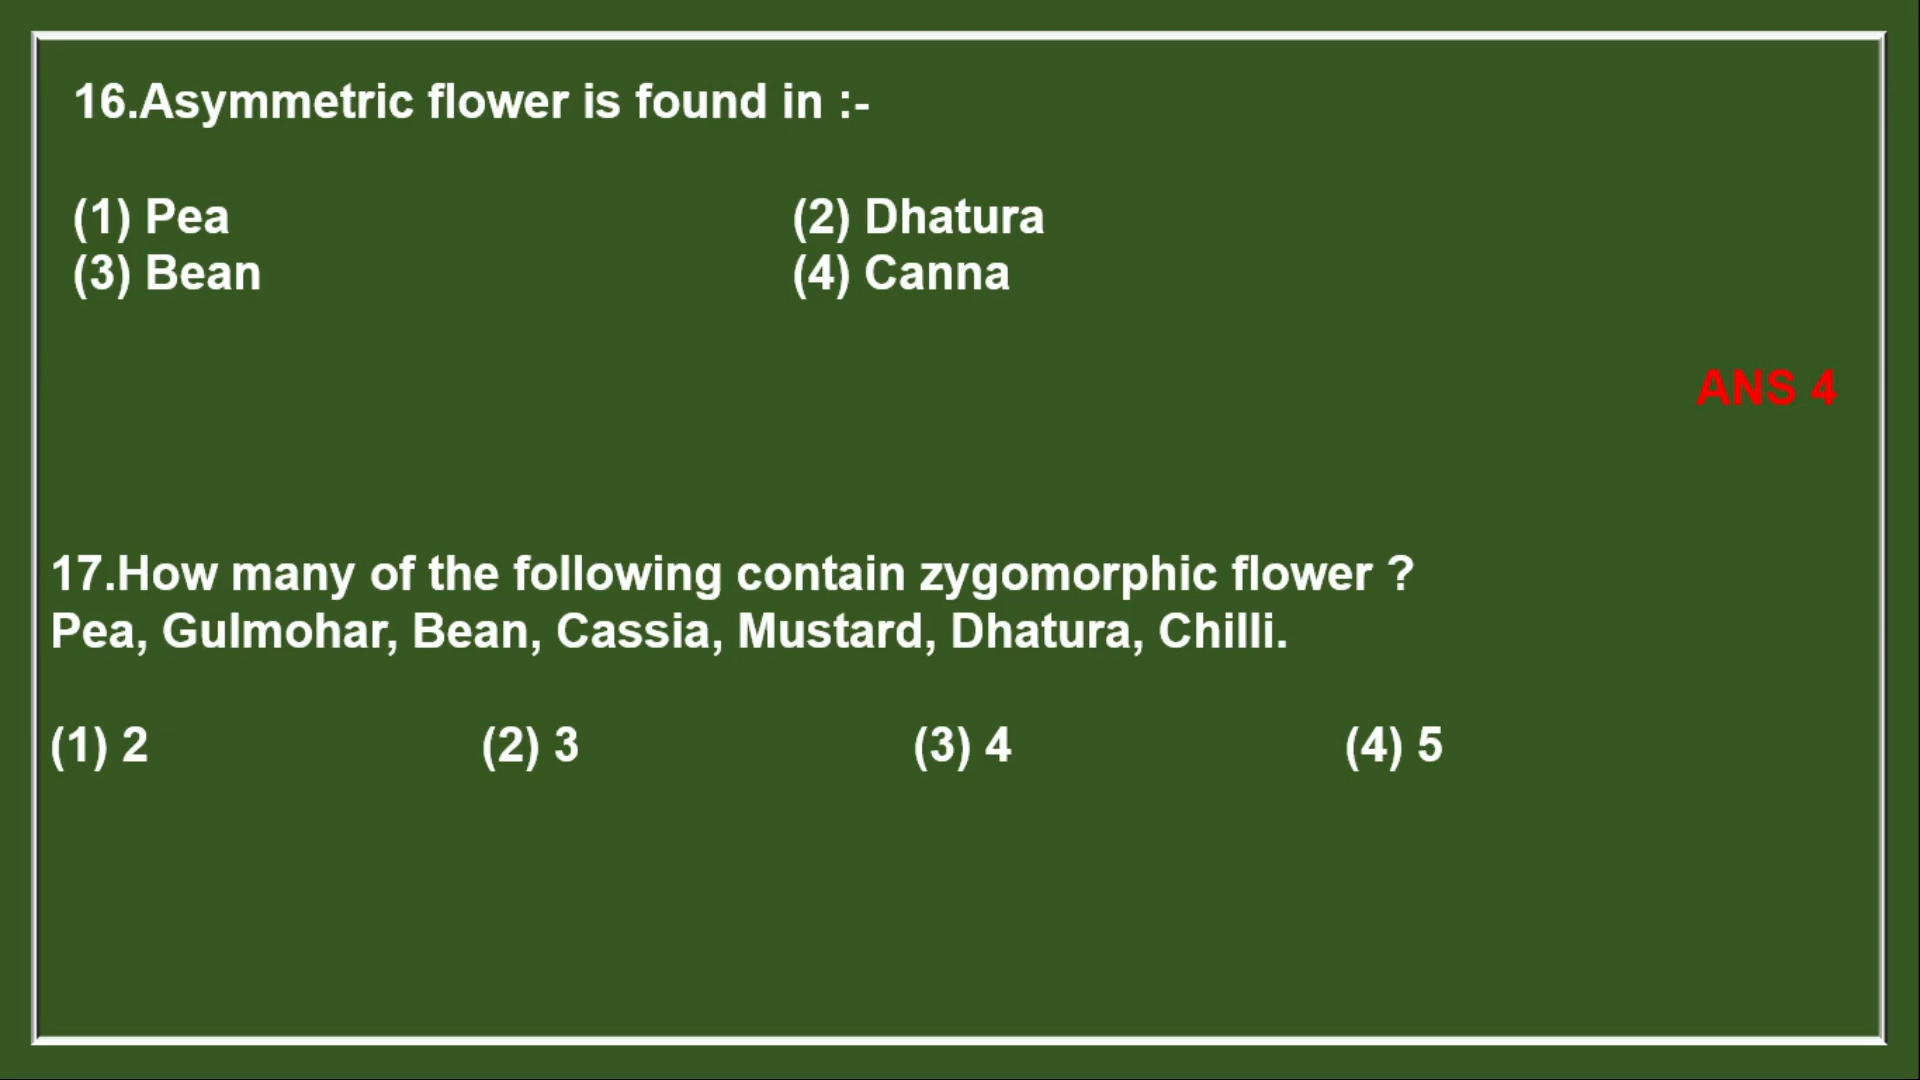 16.Asymmetric flower is found in :-
(1) Pea (2) Dhatura
(3) Bean (4) Canna
ANS 4
17.How many of the following contain zygomorphic flower ?
Pea, Gulmohar, Bean, Cassia, Mustard, Dhatura, Chilli.
(1) 2 (2) 3 (3) 4 (4) 5